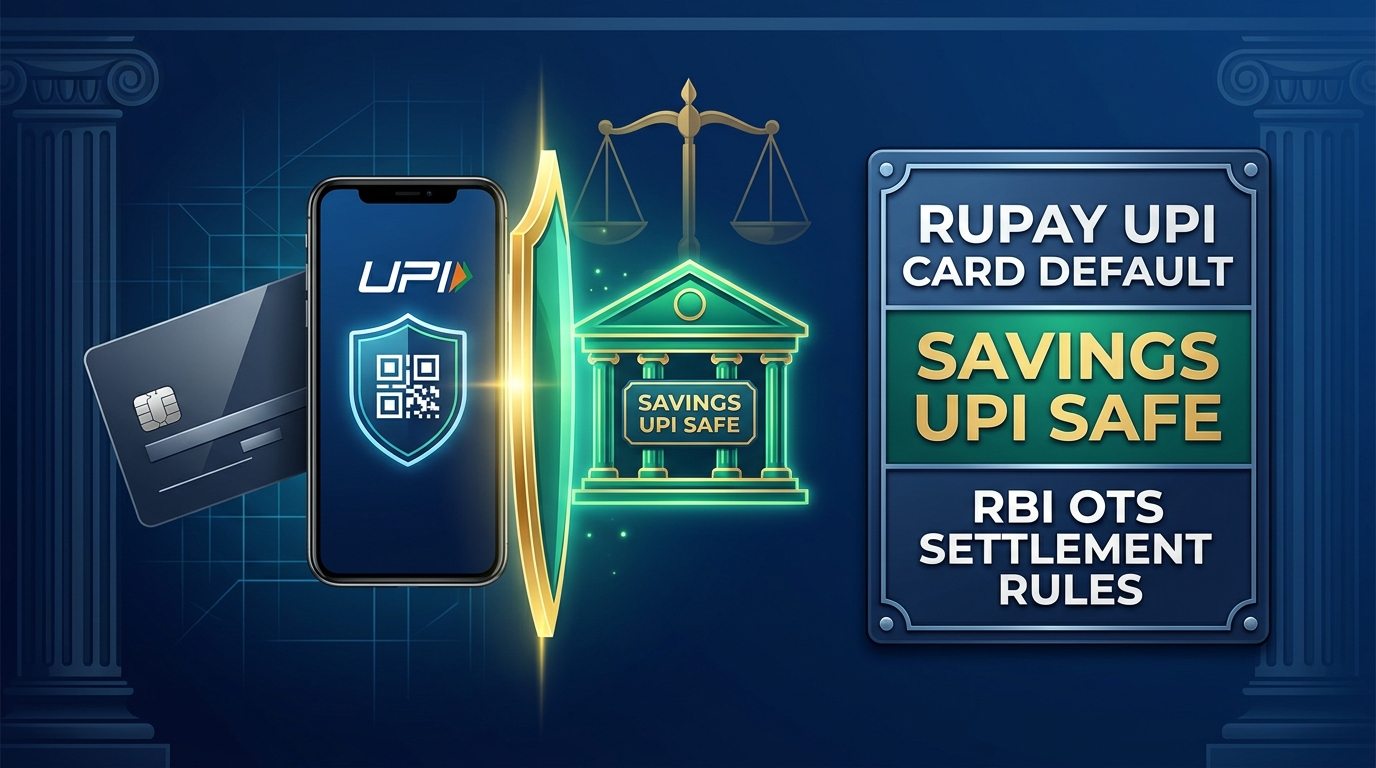 UPI
SAVINGS
UPI SAFE
RUPAY UPI
CARD DEFAULT
SAVINGS
UPI SAFE
RBI OTS
SETTLEMENT
RULES